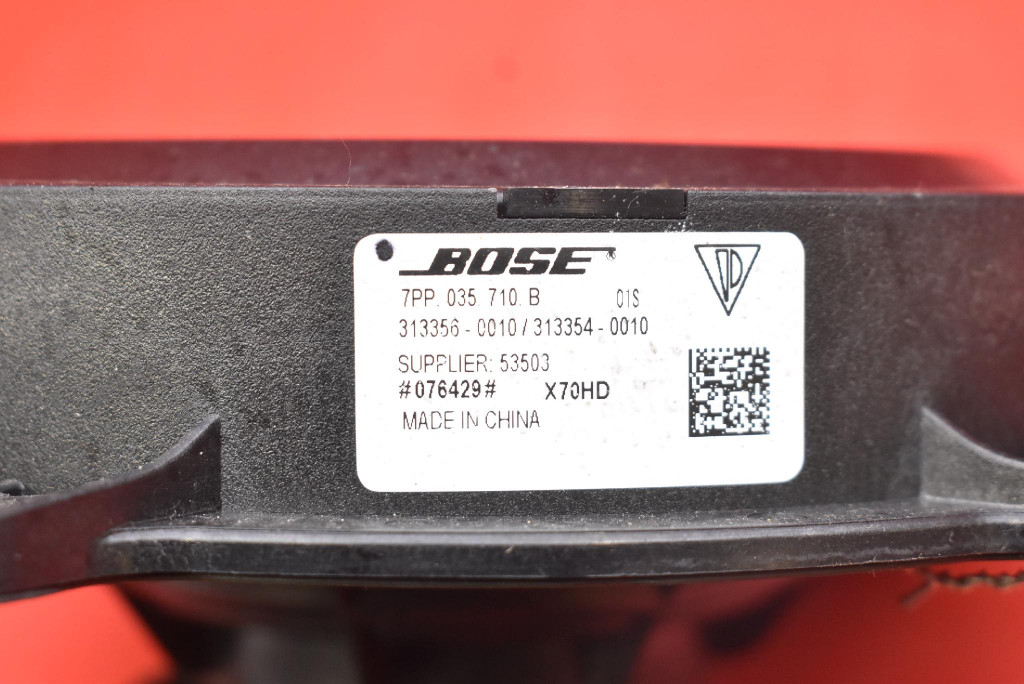 BOSE
7PP. 035. 710. B 01S
313356 - 0010 / 313354 - 0010
SUPPLIER: 53503
#076429# X70HD
MADE IN CHINA